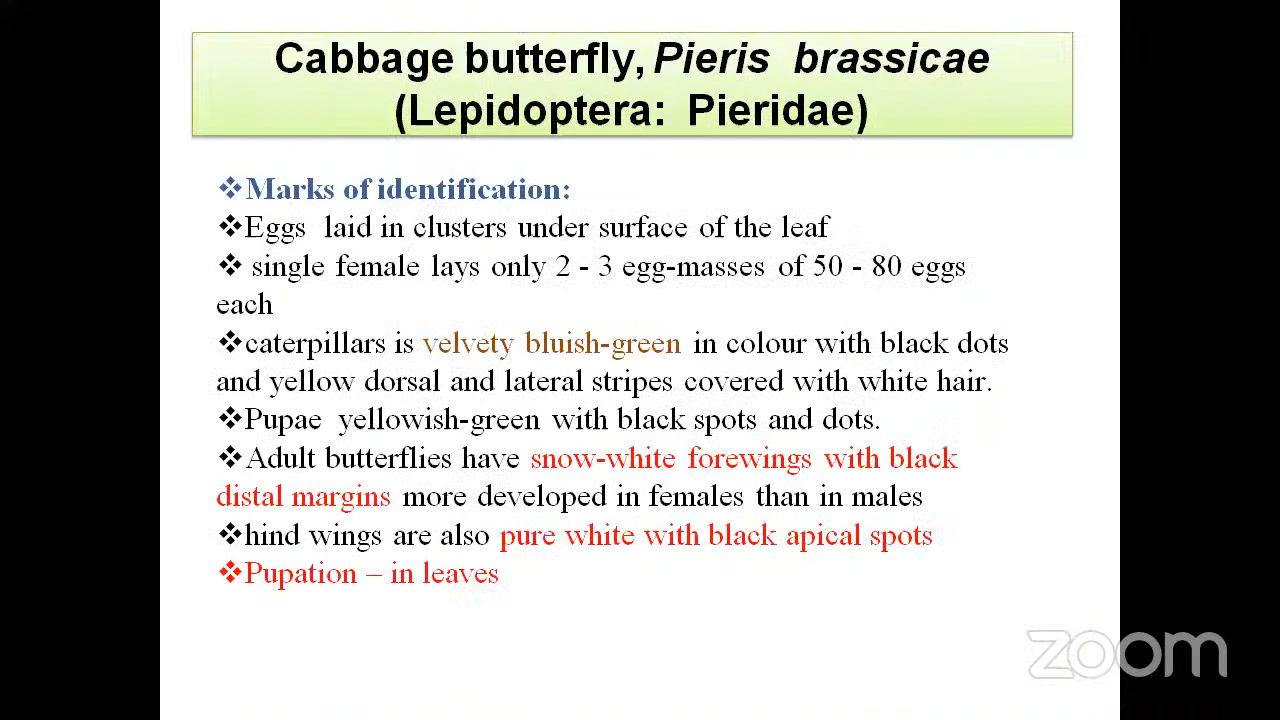 Cabbage butterfly, Pieris brassicae
(Lepidoptera: Pieridae)
❖Marks of identification:
❖Eggs laid in clusters under surface of the leaf
❖ single female lays only 2 - 3 egg-masses of 50 - 80 eggs
each
❖caterpillars is velvety bluish-green in colour with black dots
and yellow dorsal and lateral stripes covered with white hair.
❖Pupae yellowish-green with black spots and dots.
❖Adult butterflies have snow-white forewings with black
distal margins more developed in females than in males
❖hind wings are also pure white with black apical spots
❖Pupation – in leaves
zoom